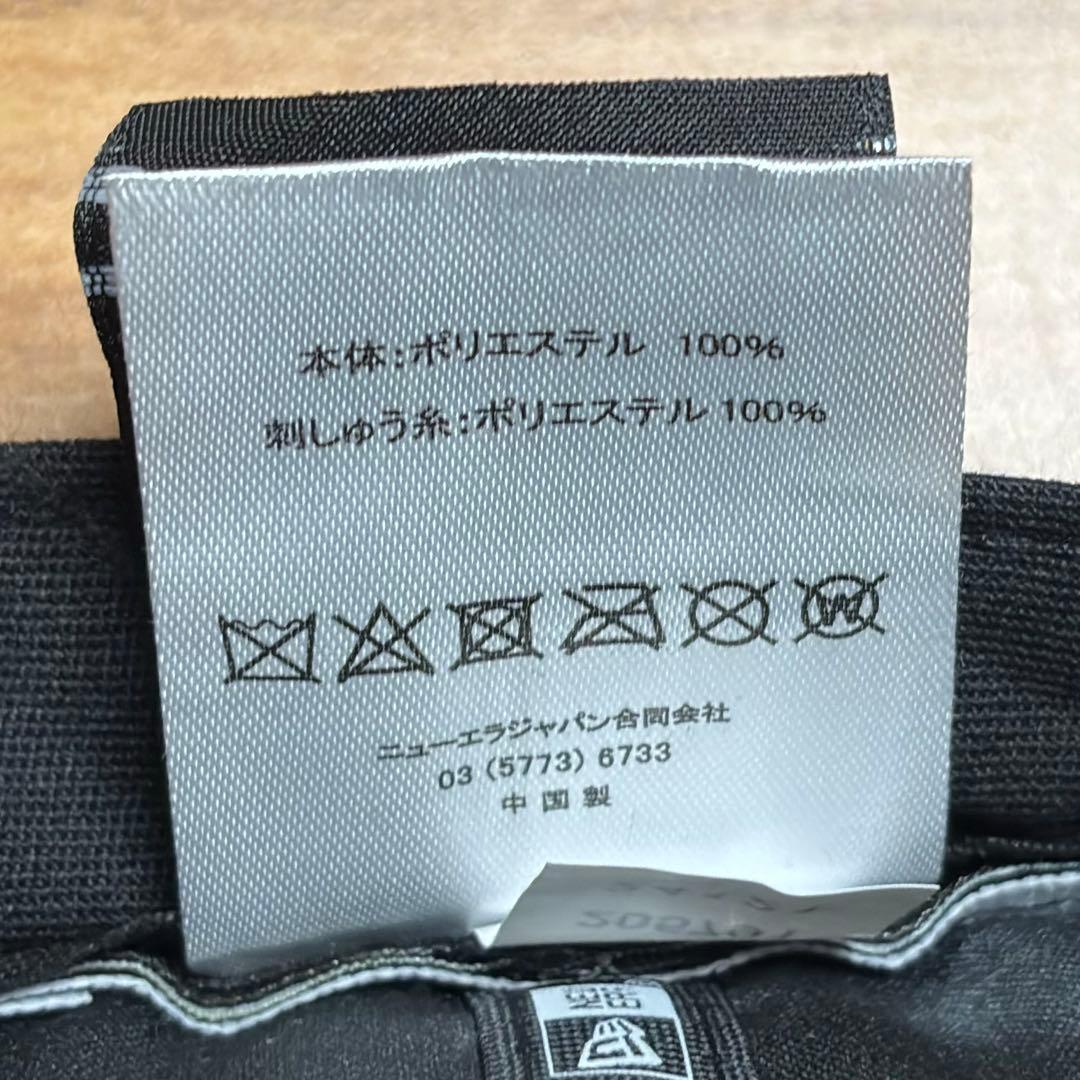 本体:ポリエステル 100%
刺しゅう糸:ポリエステル 100%
W
ニューエラジャパン合同会社
03 (5773) 6733
中国製